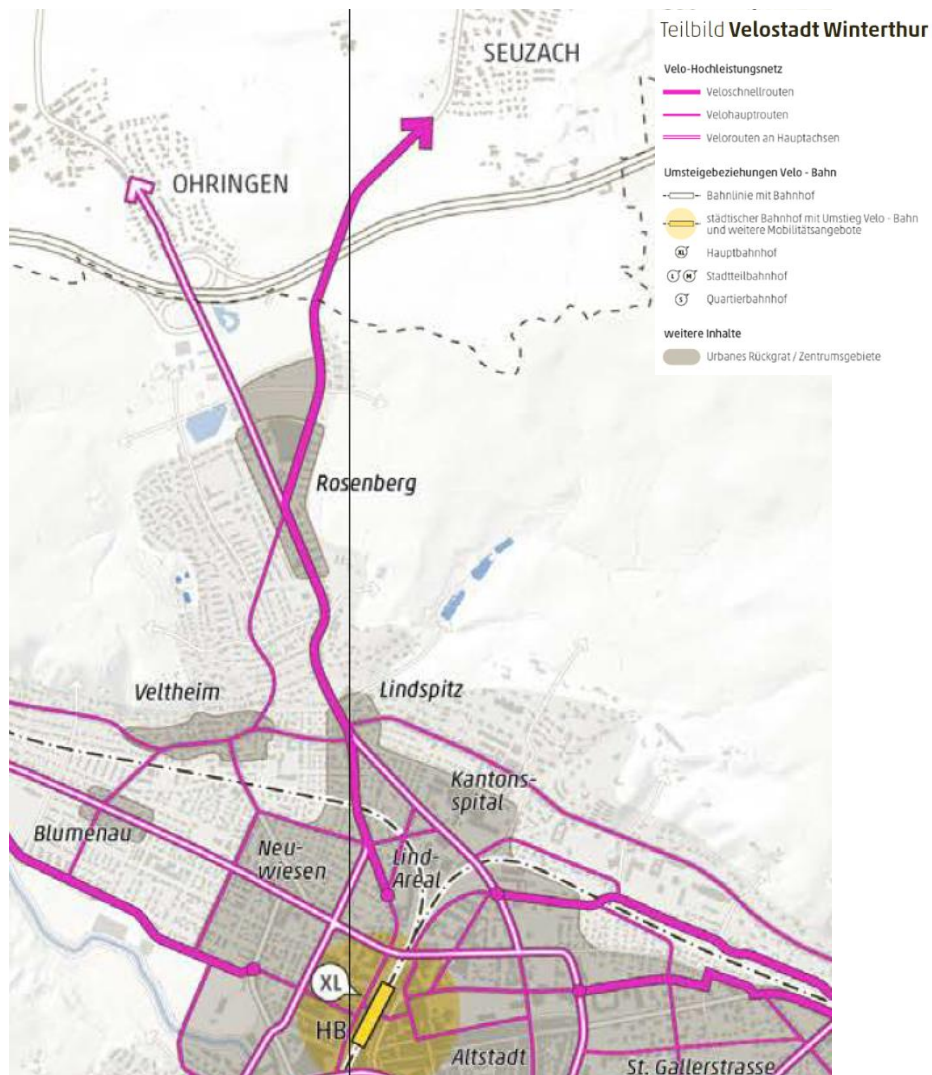 SEUZACH
Teilbild Velostadt Winterthur
Velo-Hochleistungsnetz
Veloschnellrouten
Velohauptrouten
Velorouten an Hauptachsen
Umsteigebeziehungen Velo - Bahn
Bahnlinie mit Bahnhof
städtischer Bahnhof mit Umstieg Velo - Bahn
und weitere Mobilitätsangebote
XL Hauptbahnhof
L M Stadtteilbahnhof
S Quartierbahnhof
weitere Inhalte
Urbanes Rückgrat / Zentrumsgebiete
OHRINGEN
Rosenberg
Veltheim
Lindspitz
Kantons-
spital
Blumenau
Neu-
wiesen
Lind-
Areal
XL
HB
Altstadt
St. Gallerstrasse